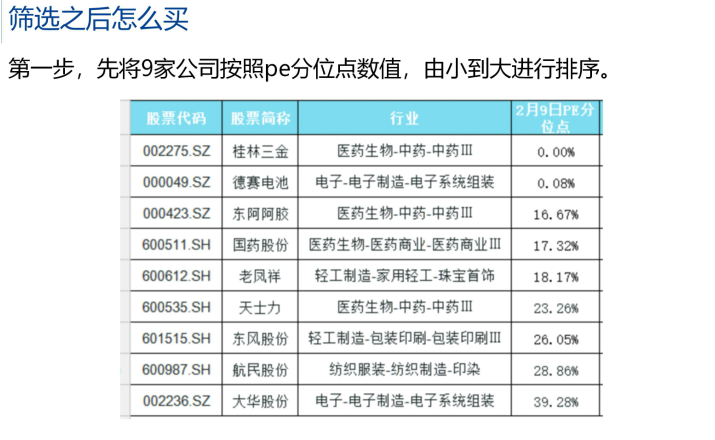 筛选之后怎么买
第一步，先将9家公司按照pe分位点数值，由小到大进行排序。
股票代码 股票简称 行业 2月9日PE分位点
002275.SZ 桂林三金 医药生物-中药-中药Ⅲ 0.00%
000049.SZ 德赛电池 电子-电子制造-电子系统组装 0.08%
000423.SZ 东阿阿胶 医药生物-中药-中药Ⅲ 16.67%
600511.SH 国药股份 医药生物-医药商业-医药商业Ⅲ 17.32%
600612.SH 老凤祥 轻工制造-家用轻工-珠宝首饰 18.17%
600535.SH 天士力 医药生物-中药-中药Ⅲ 23.26%
601515.SH 东风股份 轻工制造-包装印刷-包装印刷Ⅲ 26.05%
600987.SH 航民股份 纺织服装-纺织制造-印染 28.86%
002236.SZ 大华股份 电子-电子制造-电子系统组装 39.28%